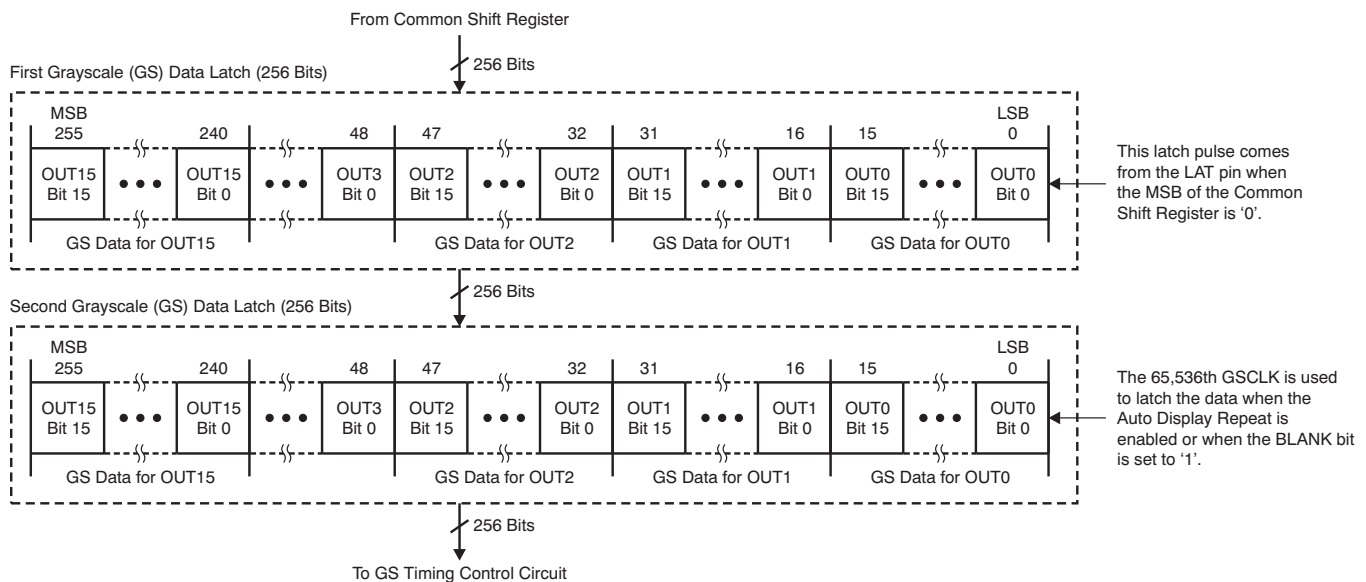 From Common Shift Register
256 Bits
First Grayscale (GS) Data Latch (256 Bits)
MSB LSB
255 240 48 47 32 31 16 15 0
OUT15 OUT15 OUT3 OUT2 OUT2 OUT1 OUT1 OUT0 OUT0
Bit 15 Bit 0 Bit 0 Bit 15 Bit 0 Bit 15 Bit 0 Bit 15 Bit 0
GS Data for OUT15 GS Data for OUT2 GS Data for OUT1 GS Data for OUT0
This latch pulse comes
from the LAT pin when
the MSB of the Common
Shift Register is ‘0’.
256 Bits
Second Grayscale (GS) Data Latch (256 Bits)
MSB LSB
255 240 48 47 32 31 16 15 0
OUT15 OUT15 OUT3 OUT2 OUT2 OUT1 OUT1 OUT0 OUT0
Bit 15 Bit 0 Bit 0 Bit 15 Bit 0 Bit 15 Bit 0 Bit 15 Bit 0
GS Data for OUT15 GS Data for OUT2 GS Data for OUT1 GS Data for OUT0
The 65,536th GSCLK is used
to latch the data when the
Auto Display Repeat is
enabled or when the BLANK bit
is set to ‘1’.
256 Bits
To GS Timing Control Circuit